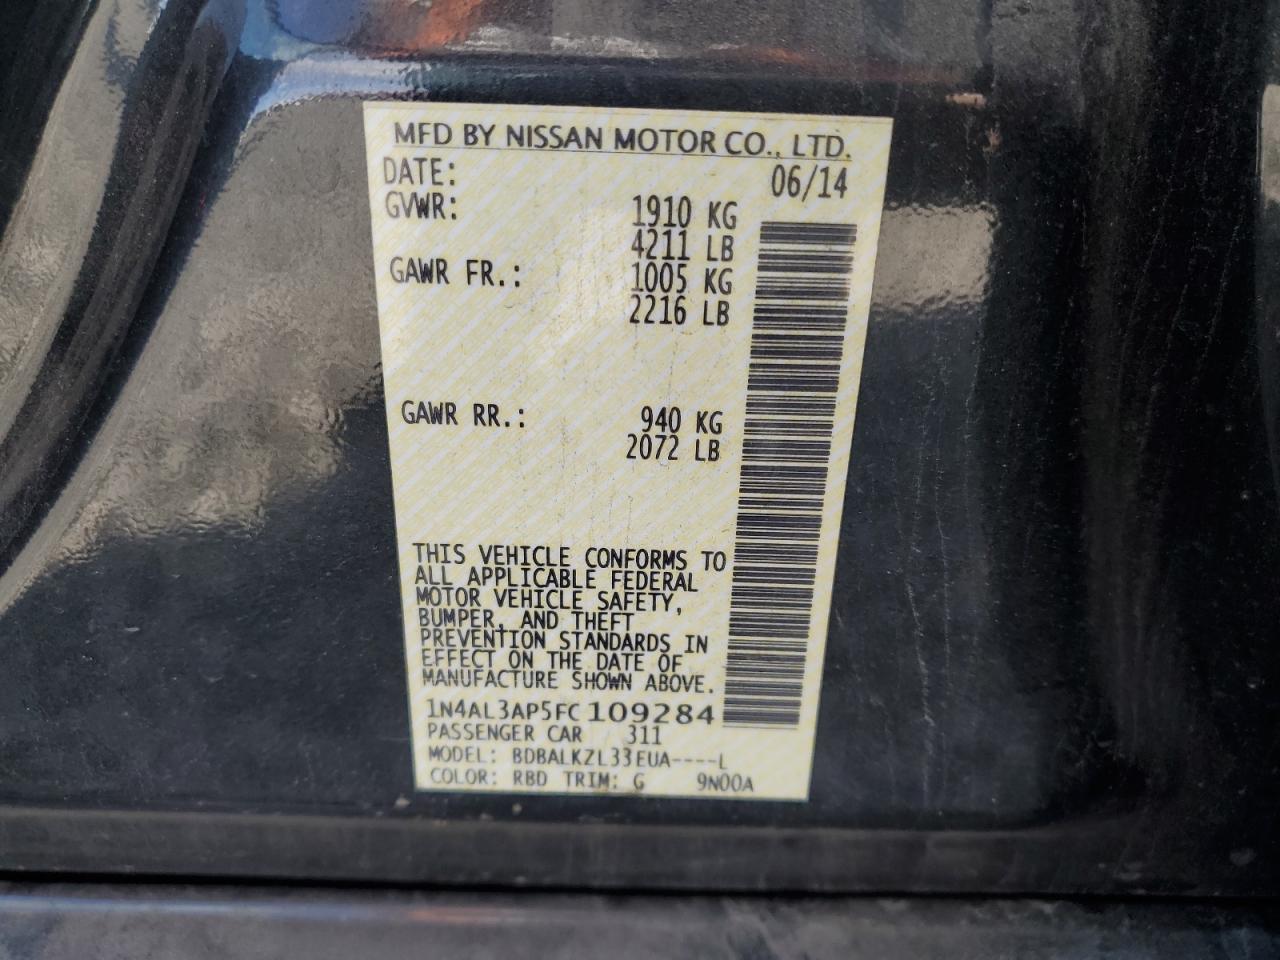 MFD BY NISSAN MOTOR CO., LTD.
DATE: 06/14
GVWR: 1910 KG
4211 LB
GAWR FR.: 1005 KG
2216 LB
GAWR RR.: 940 KG
2072 LB
THIS VEHICLE CONFORMS TO
ALL APPLICABLE FEDERAL
MOTOR VEHICLE SAFETY,
BUMPER, AND THEFT
PREVENTION STANDARDS IN
EFFECT ON THE DATE OF
MANUFACTURE SHOWN ABOVE.
1N4AL3AP5FC109284
PASSENGER CAR 311
MODEL: BDBALKZL33EUA----L
COLOR: RBD TRIM: G 9N00A